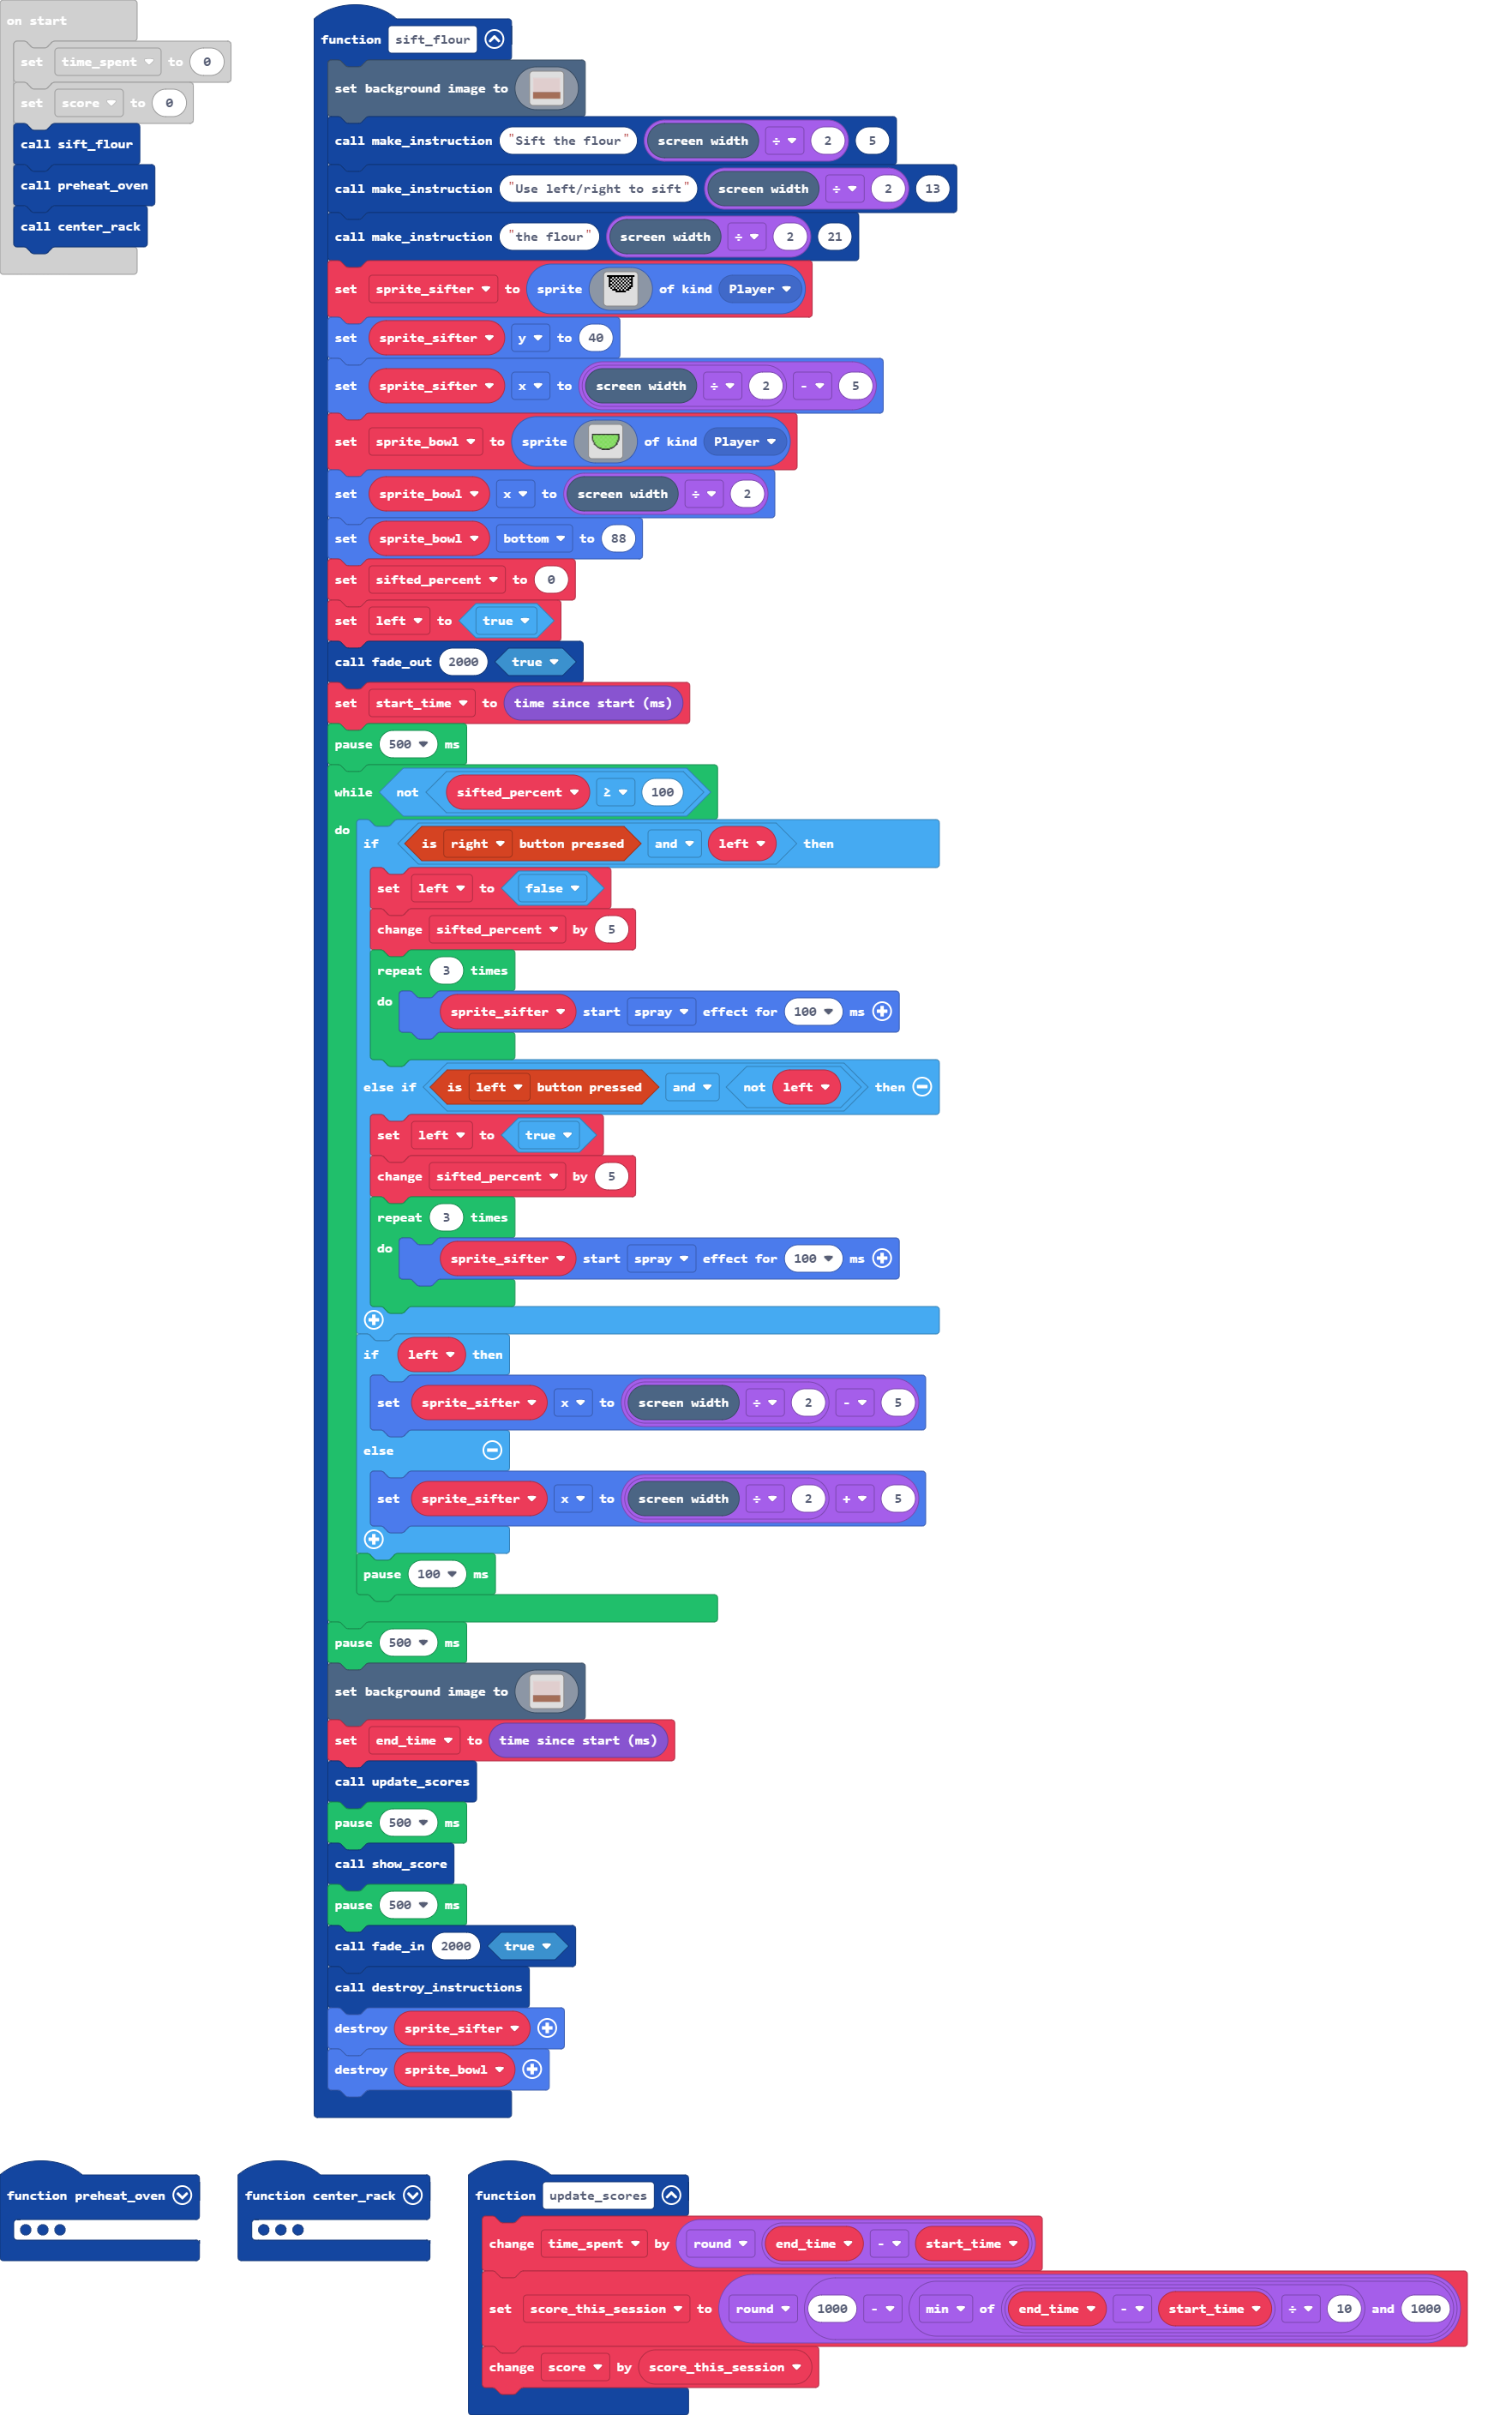 on start
set time_spent to 0
set score to 0
call sift_flour
call preheat_oven
call center_rack
function sift_flour
set background image to
call make_instruction "Sift the flour" screen width ÷ 2 5
call make_instruction "Use left/right to sift" screen width ÷ 2 13
call make_instruction "the flour" screen width ÷ 2 21
set sprite_sifter to sprite of kind Player
set sprite_sifter y to 40
set sprite_sifter x to screen width ÷ 2 - 5
set sprite_bowl to sprite of kind Player
set sprite_bowl x to screen width ÷ 2
set sprite_bowl bottom to 88
set sifted_percent to 0
set left to true
call fade_out 2000 true
set start_time to time since start (ms)
pause 500 ms
while not sifted_percent ≥ 100
do
if is right button pressed and left then
set left to false
change sifted_percent by 5
repeat 3 times
do sprite_sifter start spray effect for 100 ms
else if is left button pressed and not left then
set left to true
change sifted_percent by 5
repeat 3 times
do sprite_sifter start spray effect for 100 ms
if left then
set sprite_sifter x to screen width ÷ 2 - 5
else
set sprite_sifter x to screen width ÷ 2 + 5
pause 100 ms
pause 500 ms
set background image to
set end_time to time since start (ms)
call update_scores
pause 500 ms
call show_score
pause 500 ms
call fade_in 2000 true
call destroy_instructions
destroy sprite_sifter
destroy sprite_bowl
function preheat_oven
function center_rack
function update_scores
change time_spent by round end_time - start_time
set score_this_session to round 1000 - min of end_time - start_time ÷ 10 and 1000
change score by score_this_session